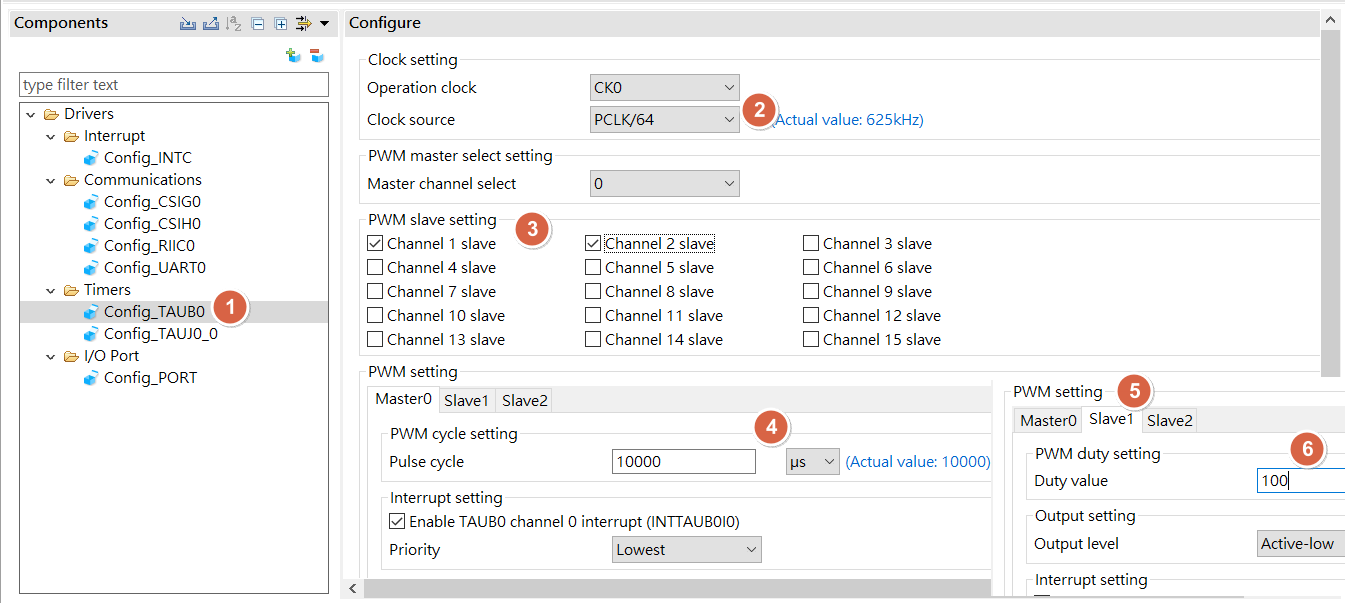 Components
type filter text
Drivers
Interrupt
Config_INTC
Communications
Config_CSIG0
Config_CSIH0
Config_RIIC0
Config_UART0
Timers
Config_TAUB0 1
Config_TAUJ0_0
I/O Port
Config_PORT
Configure
Clock setting
Operation clock CK0
Clock source PCLK/64 2 (Actual value: 625kHz)
PWM master select setting
Master channel select 0
PWM slave setting 3
Channel 1 slave Channel 2 slave Channel 3 slave
Channel 4 slave Channel 5 slave Channel 6 slave
Channel 7 slave Channel 8 slave Channel 9 slave
Channel 10 slave Channel 11 slave Channel 12 slave
Channel 13 slave Channel 14 slave Channel 15 slave
PWM setting
Master0 Slave1 Slave2
PWM cycle setting 4
Pulse cycle 10000 µs (Actual value: 10000)
Interrupt setting
Enable TAUB0 channel 0 interrupt (INTTAUB0I0)
Priority Lowest
PWM setting 5
Master0 Slave1 Slave2
PWM duty setting 6
Duty value 100
Output setting
Output level Active-low
Interrupt setting